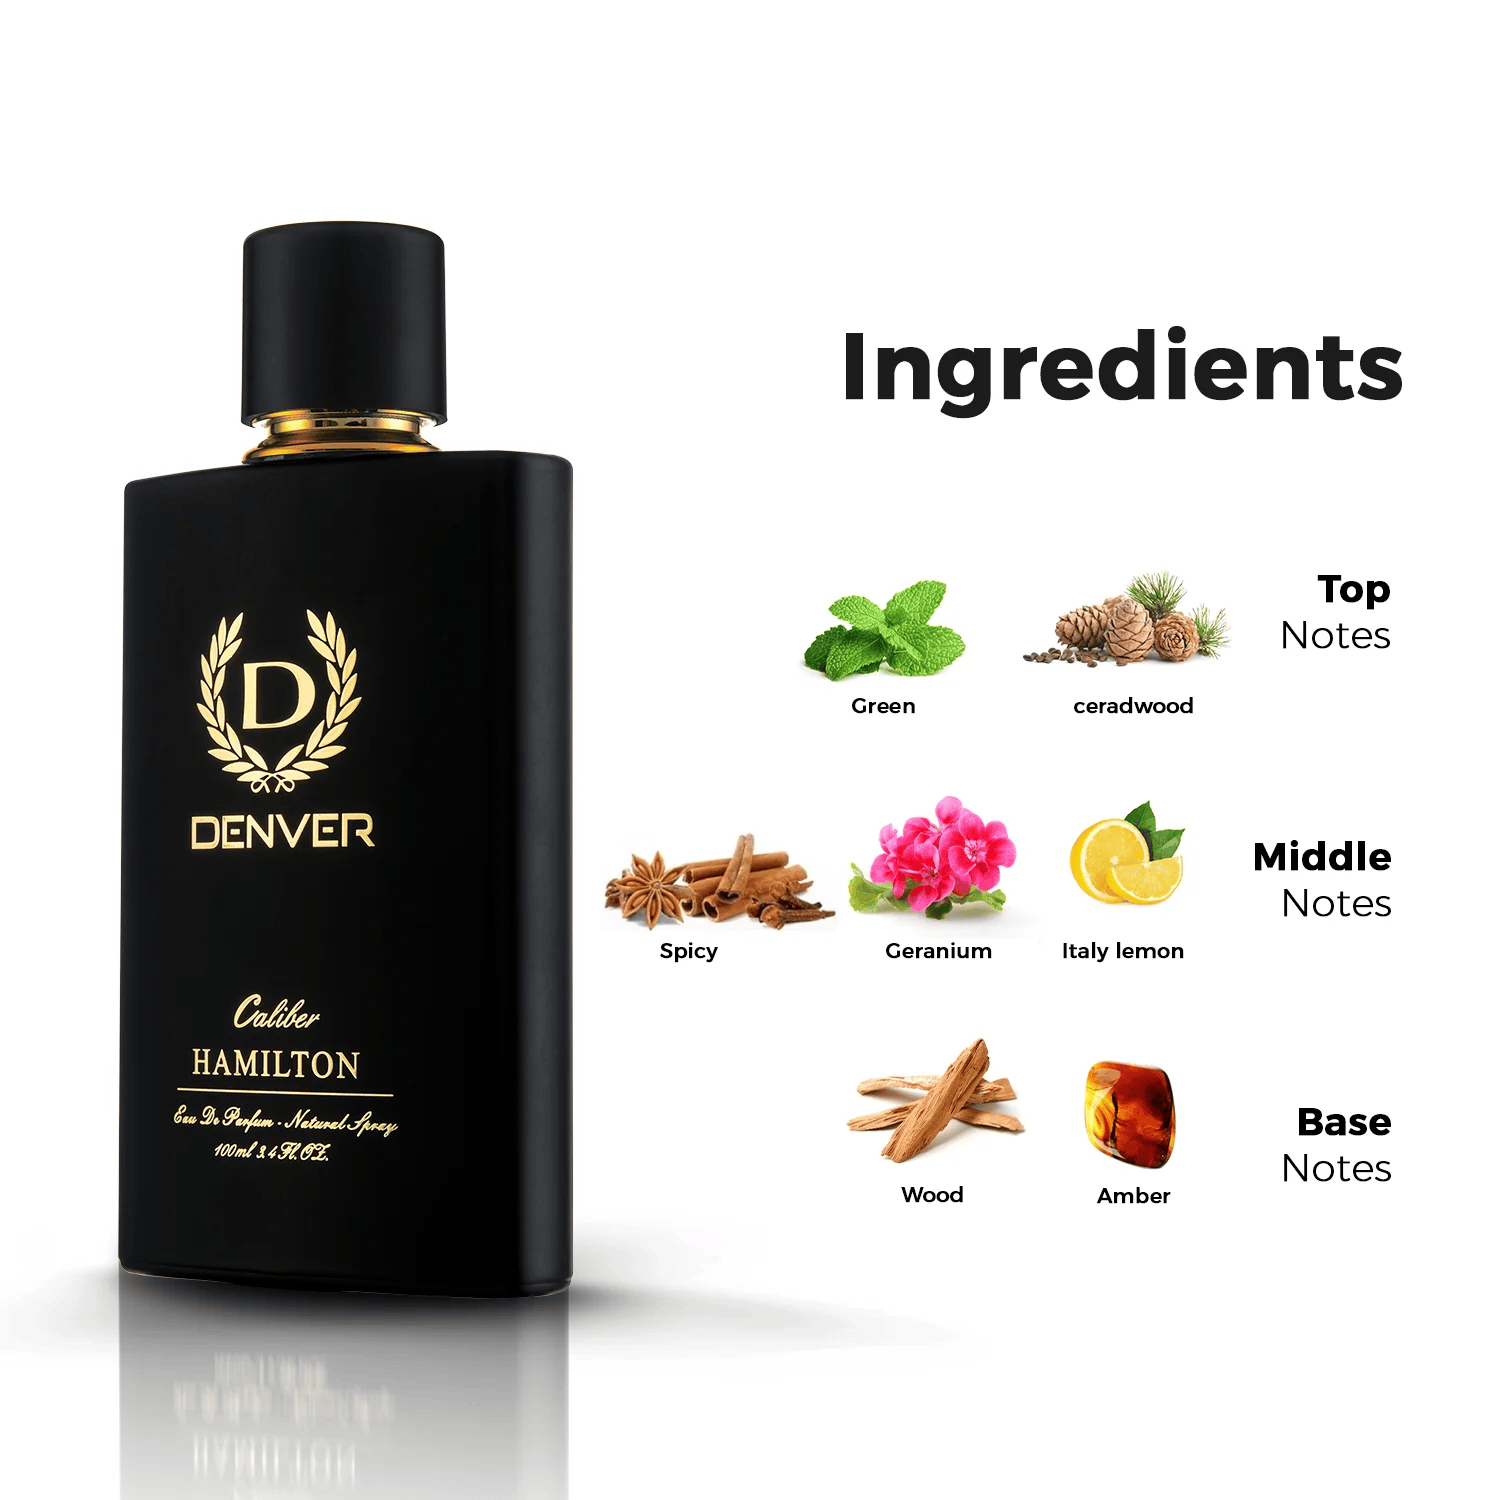 D
DENVER
Caliber
HAMILTON
Eau De Parfum - Natural Spray
100ml 3.4 Fl.OZ.
Ingredients
Top
Notes
Green
ceradwood
Middle
Notes
Spicy
Geranium
Italy lemon
Base
Notes
Wood
Amber